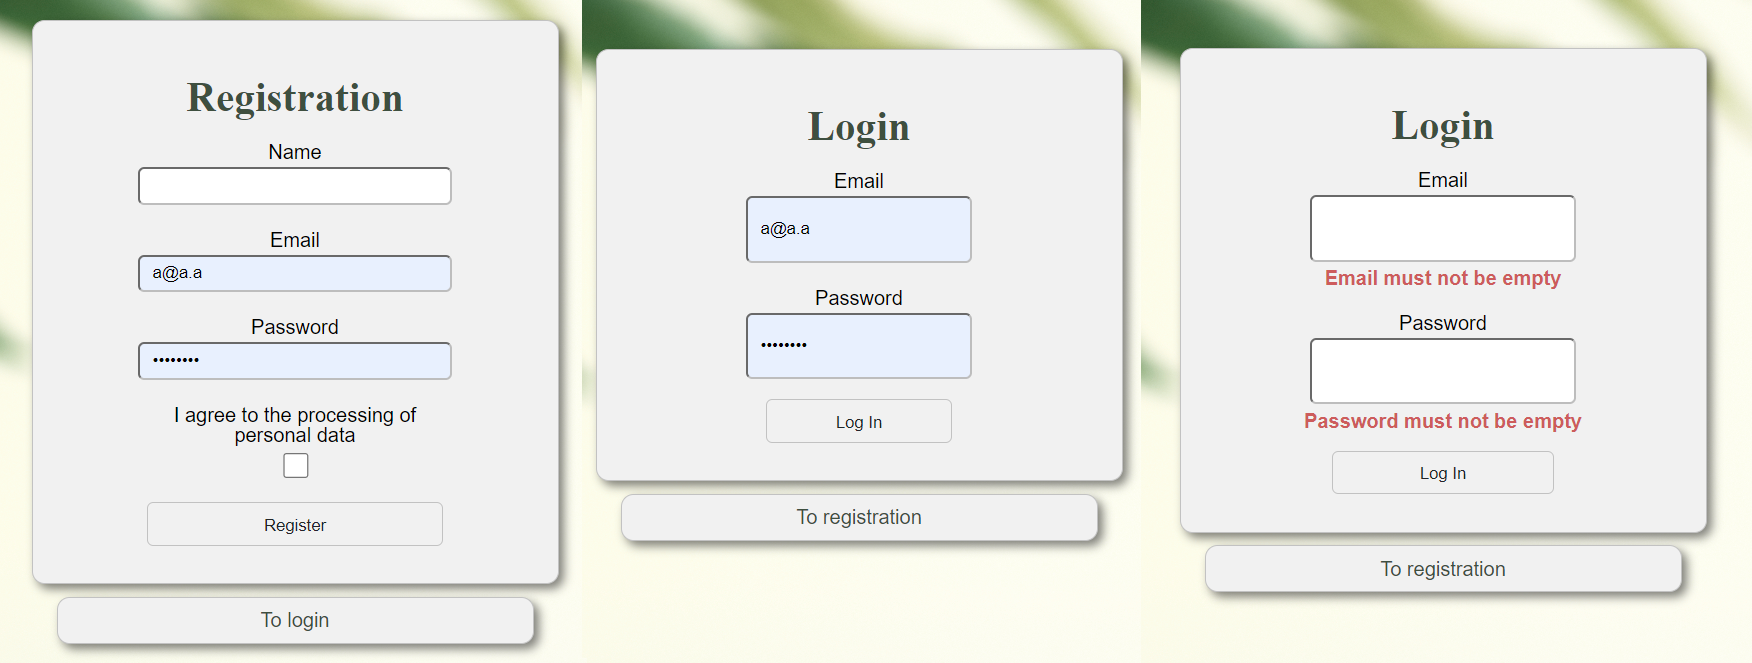 Registration
Name
Email
a@a.a
Password
••••••••
I agree to the processing of
personal data
Register
To login
Login
Email
a@a.a
Password
••••••••
Log In
To registration
Login
Email
Email must not be empty
Password
Password must not be empty
Log In
To registration